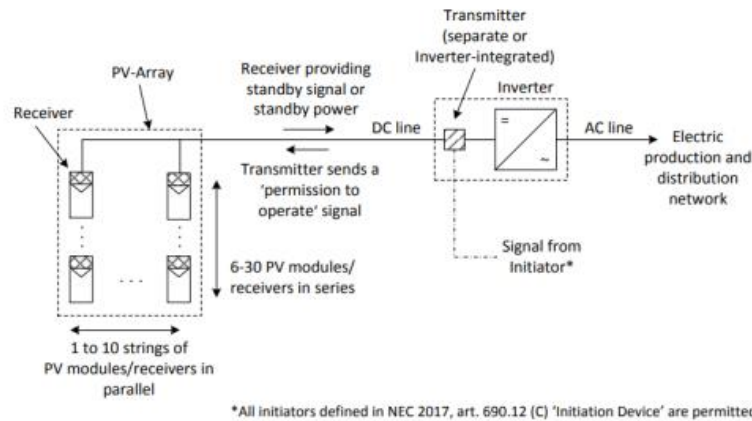 Transmitter
(separate or
Inverter-integrated)
PV-Array
Receiver providing
standby signal or
standby power
Inverter
Receiver
DC line
=
~
AC line
Electric
production and
distribution
network
Transmitter sends a
'permission to
operate' signal
Signal from
Initiator*
6-30 PV modules/
receivers in series
1 to 10 strings of
PV modules/receivers in
parallel
*All initiators defined in NEC 2017, art. 690.12 (C) 'Initiation Device' are permitted